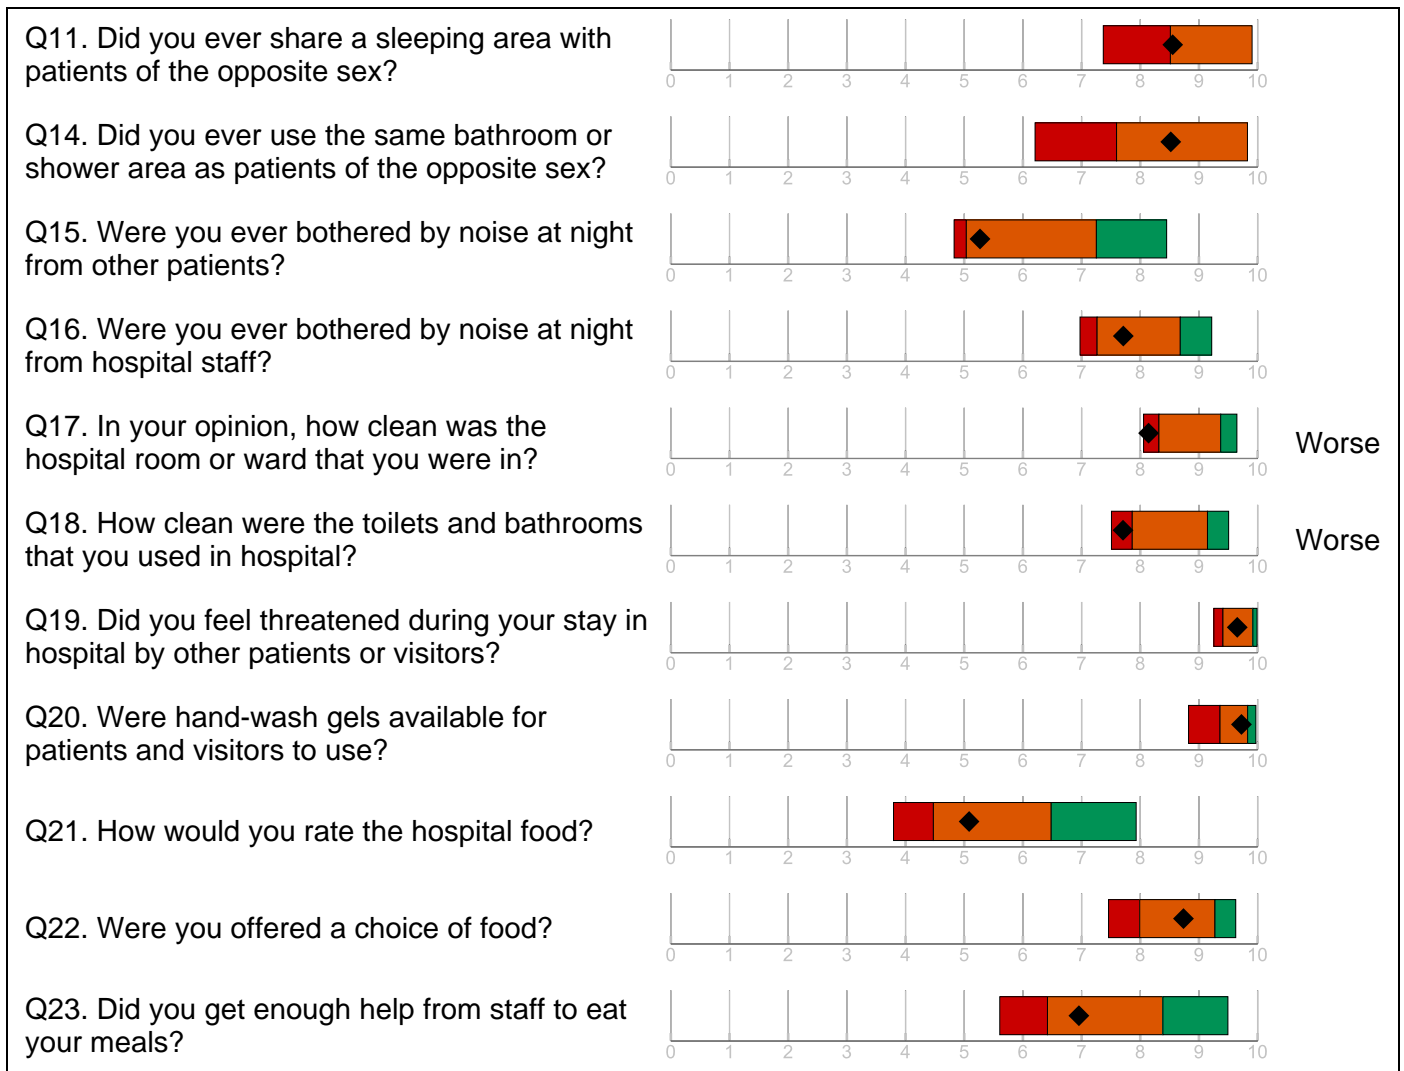 Q11. Did you ever share a sleeping area with
patients of the opposite sex?
0 1 2 3 4 5 6 7 8 9 10
Q14. Did you ever use the same bathroom or
shower area as patients of the opposite sex?
0 1 2 3 4 5 6 7 8 9 10
Q15. Were you ever bothered by noise at night
from other patients?
0 1 2 3 4 5 6 7 8 9 10
Q16. Were you ever bothered by noise at night
from hospital staff?
0 1 2 3 4 5 6 7 8 9 10
Q17. In your opinion, how clean was the
hospital room or ward that you were in?
Worse
0 1 2 3 4 5 6 7 8 9 10
Q18. How clean were the toilets and bathrooms
that you used in hospital?
Worse
0 1 2 3 4 5 6 7 8 9 10
Q19. Did you feel threatened during your stay in
hospital by other patients or visitors?
0 1 2 3 4 5 6 7 8 9 10
Q20. Were hand-wash gels available for
patients and visitors to use?
0 1 2 3 4 5 6 7 8 9 10
Q21. How would you rate the hospital food?
0 1 2 3 4 5 6 7 8 9 10
Q22. Were you offered a choice of food?
0 1 2 3 4 5 6 7 8 9 10
Q23. Did you get enough help from staff to eat
your meals?
0 1 2 3 4 5 6 7 8 9 10